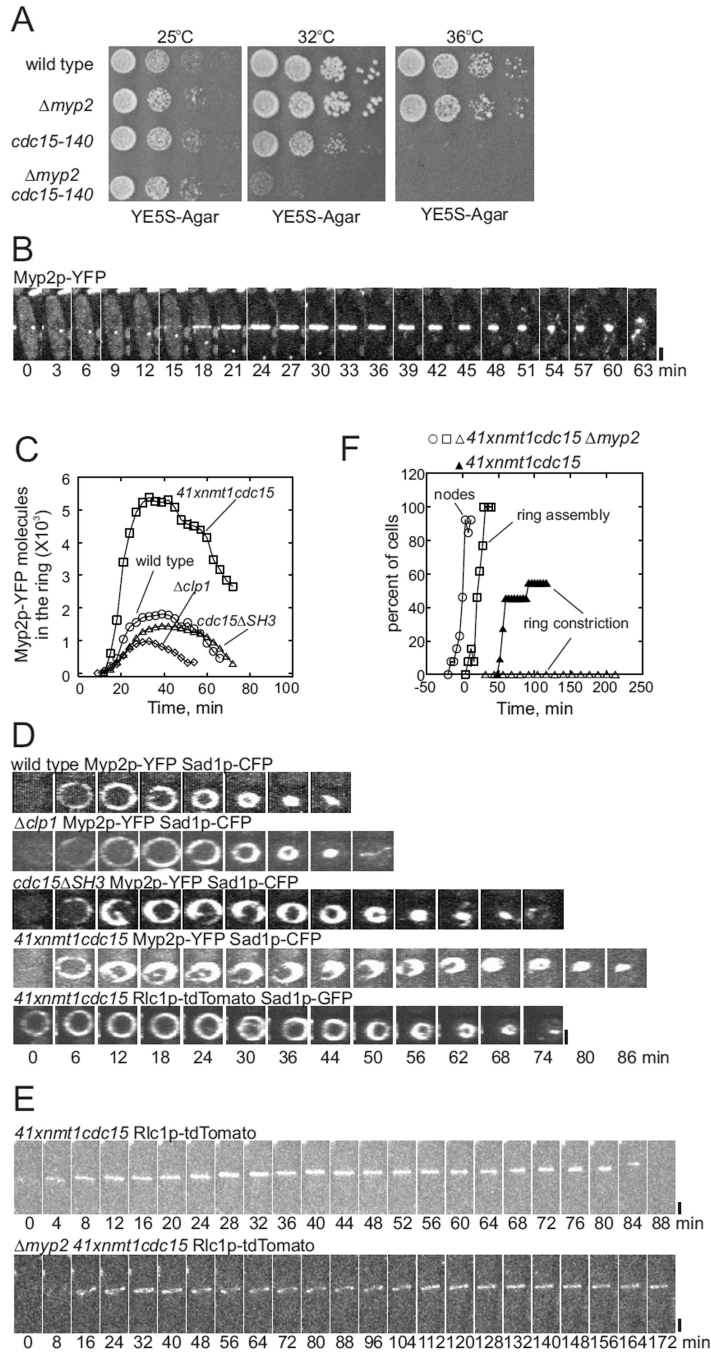 A
25°C 32°C 36°C
wild type
Δmyp2
cdc15-140
Δmyp2
cdc15-140
YE5S-Agar YE5S-Agar YE5S-Agar
B
Myp2p-YFP
0 3 6 9 12 15 18 21 24 27 30 33 36 39 42 45 48 51 54 57 60 63 min
C
Myp2p-YFP molecules
in the ring (X10³)
6
5
4
3
2
1
0
41xnmt1cdc15
wild type
Δclp1
cdc15ΔSH3
0 20 40 60 80 100
Time, min
F
41xnmt1cdc15 Δmyp2
41xnmt1cdc15
percent of cells
120
100
80
60
40
20
0
nodes
ring assembly
ring constriction
-50 0 50 100 150 200 250
Time, min
D
wild type Myp2p-YFP Sad1p-CFP
Δclp1 Myp2p-YFP Sad1p-CFP
cdc15ΔSH3 Myp2p-YFP Sad1p-CFP
41xnmt1cdc15 Myp2p-YFP Sad1p-CFP
41xnmt1cdc15 Rlc1p-tdTomato Sad1p-GFP
0 6 12 18 24 30 36 44 50 56 62 68 74 80 86 min
E
41xnmt1cdc15 Rlc1p-tdTomato
0 4 8 12 16 20 24 28 32 36 40 44 48 52 56 60 64 68 72 76 80 84 88 min
Δmyp2 41xnmt1cdc15 Rlc1p-tdTomato
0 8 16 24 32 40 48 56 64 72 80 88 96 104 112 120 128 132 140 148 156 164 172 min